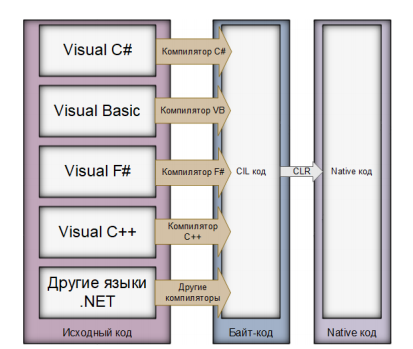 Visual C#
Компилятор C#
Visual Basic
Компилятор VB
Visual F#
Компилятор F#
CIL код
CLR
Native код
Visual C++
Компилятор
C++
Другие языки
.NET
Другие
компиляторы
Исходный код
Байт-код
Native код